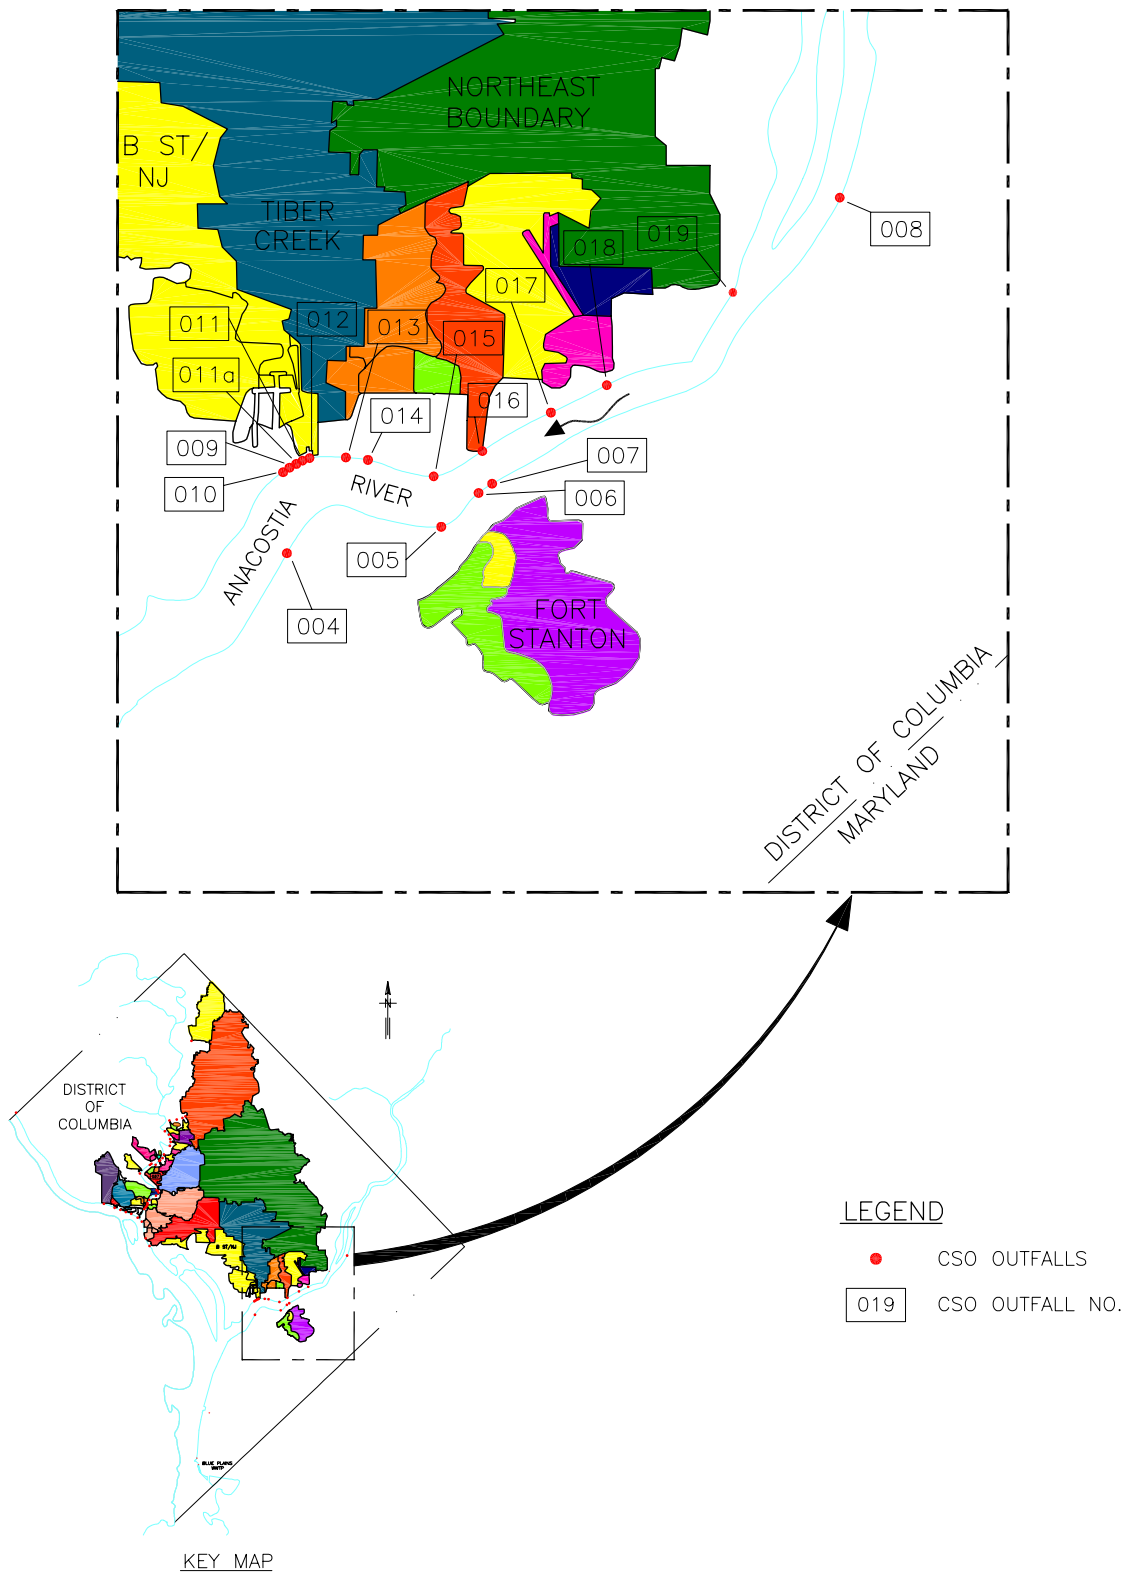 NORTHEAST
BOUNDARY
B ST/
NJ
TIBER
CREEK
019
008
018
017
011
012
013
015
011a
016
014
009
007
010
RIVER
006
ANACOSTIA
005
004
FORT
STANTON
DISTRICT OF COLUMBIA
MARYLAND
N
DISTRICT
OF
COLUMBIA
B ST/NJ
BLUE PLAINS
WWTP
KEY MAP
LEGEND
CSO OUTFALLS
019 CSO OUTFALL NO.